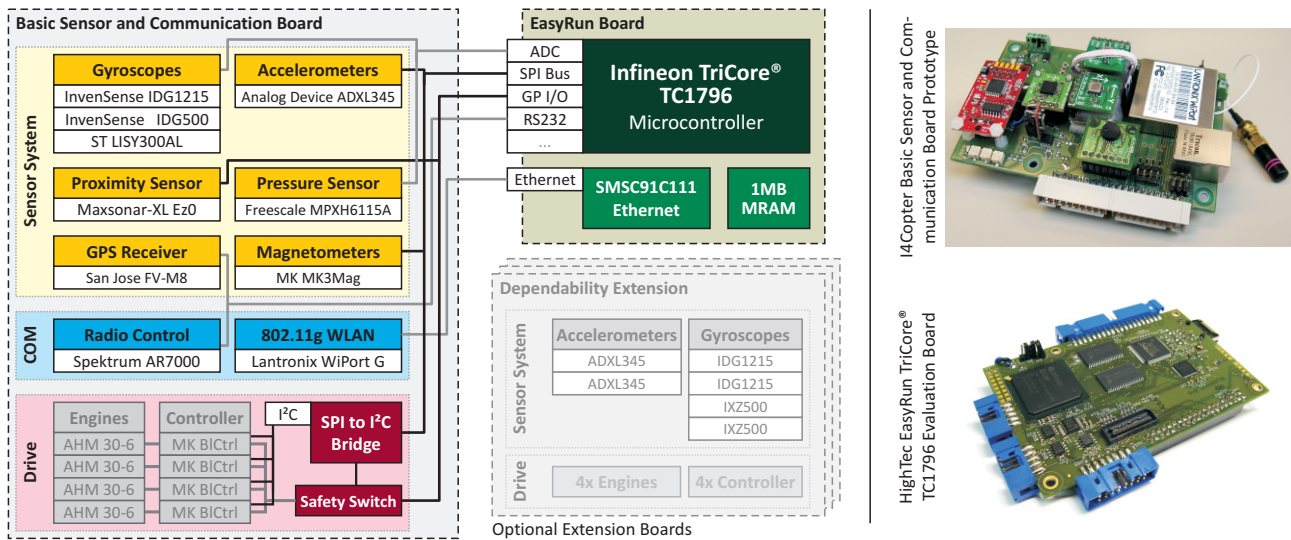 Basic Sensor and Communication Board
Sensor System
Gyroscopes
InvenSense IDG1215
InvenSense IDG500
ST LISY300AL
Accelerometers
Analog Device ADXL345
Proximity Sensor
Maxsonar-XL Ez0
Pressure Sensor
Freescale MPXH6115A
GPS Receiver
San Jose FV-M8
Magnetometers
MK MK3Mag
COM
Radio Control
Spektrum AR7000
802.11g WLAN
Lantronix WiPort G
Drive
Engines
AHM 30-6
AHM 30-6
AHM 30-6
AHM 30-6
Controller
MK BlCtrl
MK BlCtrl
MK BlCtrl
MK BlCtrl
I²C
SPI to I²C
Bridge
Safety Switch
EasyRun Board
ADC
SPI Bus
GP I/O
RS232
...
Infineon TriCore®
TC1796
Microcontroller
Ethernet
SMSC91C111
Ethernet
1MB
MRAM
Dependability Extension
Sensor System
Accelerometers
ADXL345
ADXL345
Gyroscopes
IDG1215
IDG1215
IXZ500
IXZ500
Drive
4x Engines
4x Controller
Optional Extension Boards
I4Copter Basic Sensor and Com-
munication Board Prototype
LANTRONIX WiPort
FC
HighTec EasyRun TriCore®
TC1796 Evaluation Board